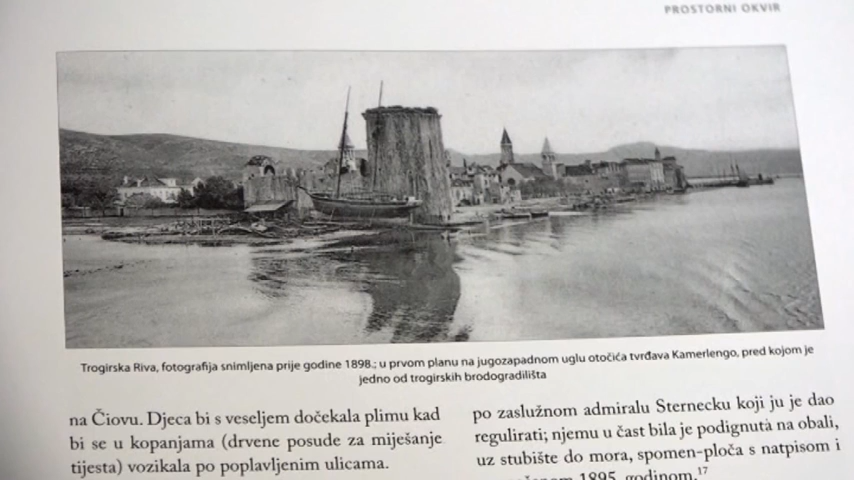 PROSTORNI OKVIR
Trogirska Riva, fotografija snimljena prije godine 1898.; u prvom planu na jugozapadnom uglu otočića tvrđava Kamerlengo, pred kojom je
jedno od trogirskih brodogradilišta
na Čiovu. Djeca bi s veseljem dočekala plimu kad
bi se u kopanjama (drvene posude za miješanje
tijesta) vozikala po poplavljenim ulicama.
po zaslužnom admiralu Sternecku koji ju je dao
regulirati; njemu u čast bila je podignuta na obali,
uz stubište do mora, spomen-ploča s natpisom i
1895. godinom.17